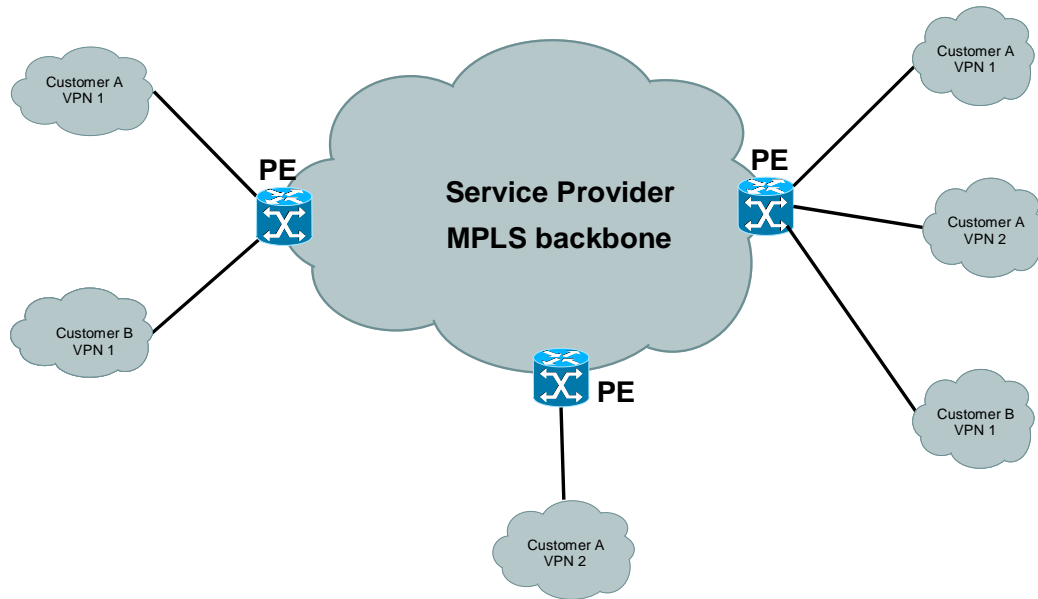 Customer A
VPN 1
Customer A
VPN 1
PE
PE
Service Provider
MPLS backbone
Customer A
VPN 2
Customer B
VPN 1
PE
Customer B
VPN 1
Customer A
VPN 2